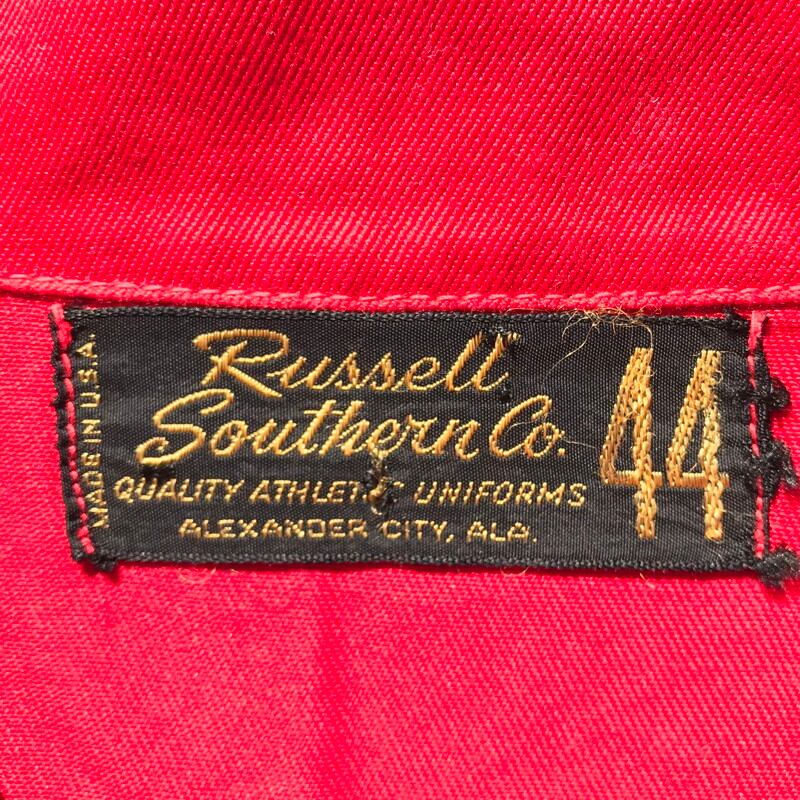 MADE IN U.S.A.
Russell
Southern Co.
44
QUALITY ATHLETIC UNIFORMS
ALEXANDER CITY, ALA.